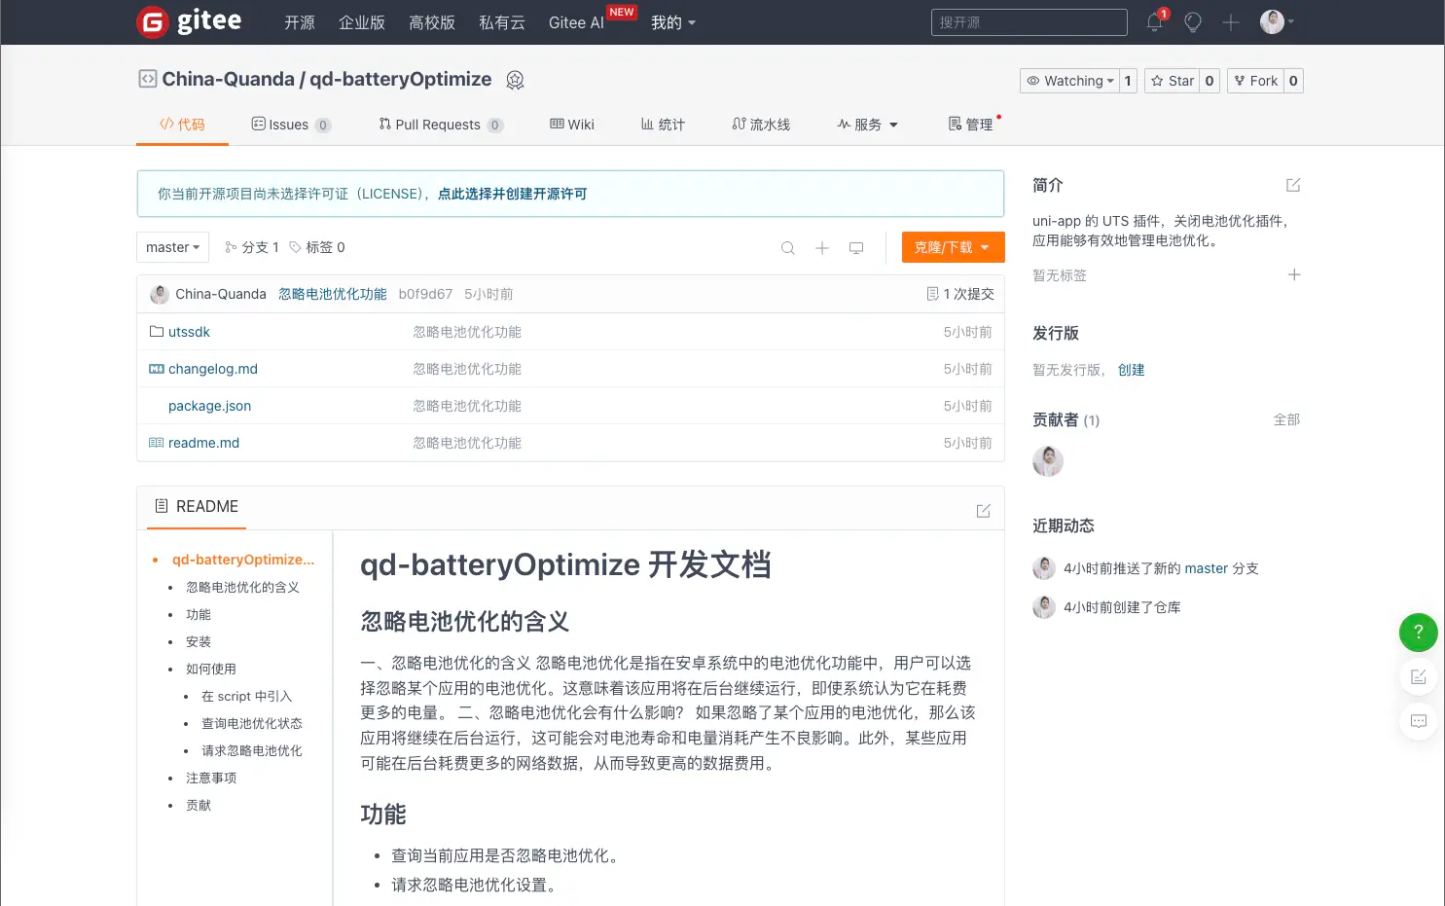 gitee
开源
企业版
高校版
私有云
Gitee AI
NEW
我的
搜开源
1
China-Quanda / qd-batteryOptimize
Watching 1
Star 0
Fork 0
代码
Issues 0
Pull Requests 0
Wiki
统计
流水线
服务
管理
你当前开源项目尚未选择许可证（LICENSE），点此选择并创建开源许可
master
分支 1
标签 0
克隆/下载
China-Quanda 忽略电池优化功能 b0f9d67 5小时前
1 次提交
utssdk 忽略电池优化功能 5小时前
changelog.md 忽略电池优化功能 5小时前
package.json 忽略电池优化功能 5小时前
readme.md 忽略电池优化功能 5小时前
README
qd-batteryOptimize...
忽略电池优化的含义
功能
安装
如何使用
在 script 中引入
查询电池优化状态
请求忽略电池优化
注意事项
贡献
qd-batteryOptimize 开发文档
忽略电池优化的含义
一、忽略电池优化的含义 忽略电池优化是指在安卓系统中的电池优化功能中，用户可以选
择忽略某个应用的电池优化。这意味着该应用将在后台继续运行，即使系统认为它在耗费
更多的电量。 二、忽略电池优化会有什么影响？ 如果忽略了某个应用的电池优化，那么该
应用将继续在后台运行，这可能会对电池寿命和电量消耗产生不良影响。此外，某些应用
可能在后台耗费更多的网络数据，从而导致更高的数据费用。
功能
查询当前应用是否忽略电池优化。
请求忽略电池优化设置。
简介
uni-app 的 UTS 插件，关闭电池优化插件，
应用能够有效地管理电池优化。
暂无标签
发行版
暂无发行版， 创建
贡献者 (1)
全部
近期动态
4小时前推送了新的 master 分支
4小时前创建了仓库
?